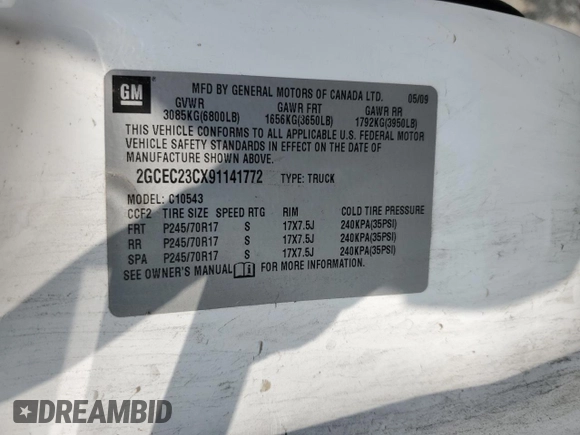 GM
MFD BY GENERAL MOTORS OF CANADA LTD. 05/09
GVWR GAWR FRT GAWR RR
3085KG(6800LB) 1656KG(3650LB) 1792KG(3950LB)
THIS VEHICLE CONFORMS TO ALL APPLICABLE U.S. FEDERAL MOTOR
VEHICLE SAFETY STANDARDS IN EFFECT ON THE DATE OF
MANUFACTURE SHOWN ABOVE.
2GCEC23CX91141772 TYPE: TRUCK
MODEL: C10543
CCF2 TIRE SIZE SPEED RTG RIM COLD TIRE PRESSURE
FRT P245/70R17 S 17X7.5J 240KPA(35PSI)
RR P245/70R17 S 17X7.5J 240KPA(35PSI)
SPA P245/70R17 S 17X7.5J 240KPA(35PSI)
SEE OWNER'S MANUAL FOR MORE INFORMATION.
DREAMBID